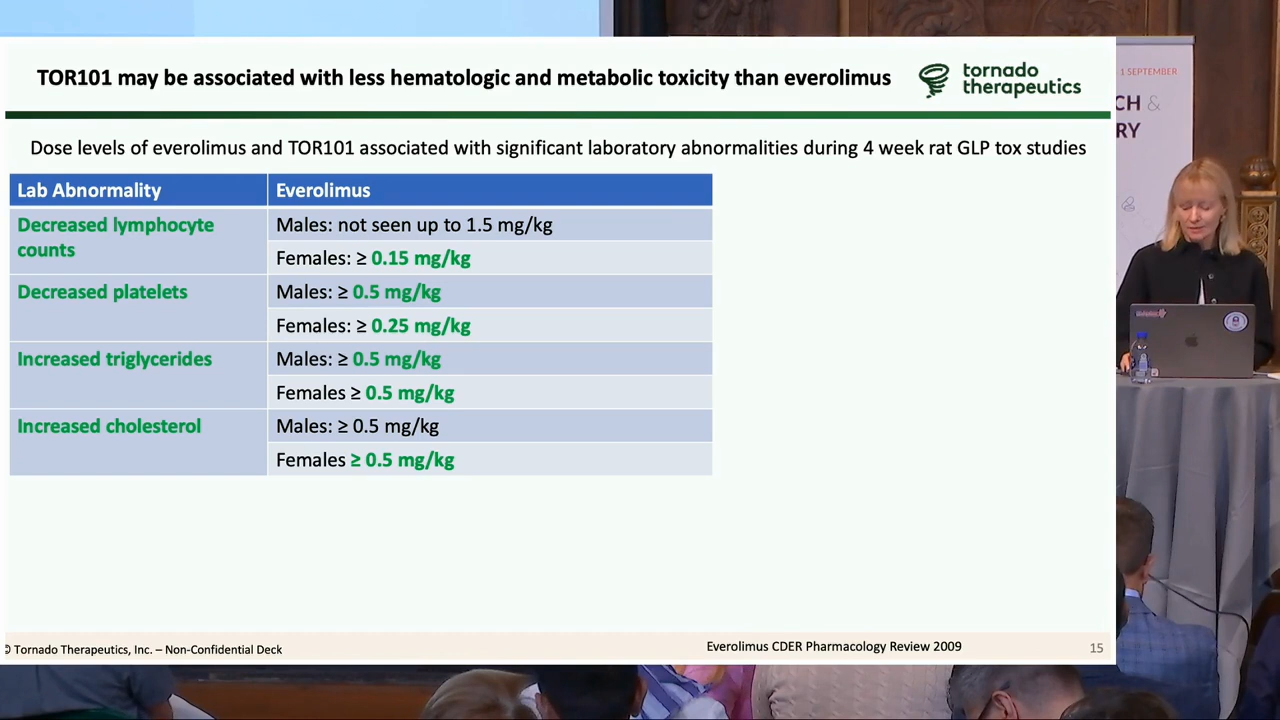 TOR101 may be associated with less hematologic and metabolic toxicity than everolimus
tornado
therapeutics
Dose levels of everolimus and TOR101 associated with significant laboratory abnormalities during 4 week rat GLP tox studies
Lab Abnormality
Everolimus
Decreased lymphocyte
counts
Males: not seen up to 1.5 mg/kg
Females: ≥ 0.15 mg/kg
Decreased platelets
Males: ≥ 0.5 mg/kg
Females: ≥ 0.25 mg/kg
Increased triglycerides
Males: ≥ 0.5 mg/kg
Females ≥ 0.5 mg/kg
Increased cholesterol
Males: ≥ 0.5 mg/kg
Females ≥ 0.5 mg/kg
© Tornado Therapeutics, Inc. – Non-Confidential Deck
Everolimus CDER Pharmacology Review 2009
15
1 SEPTEMBER
CH &
RY